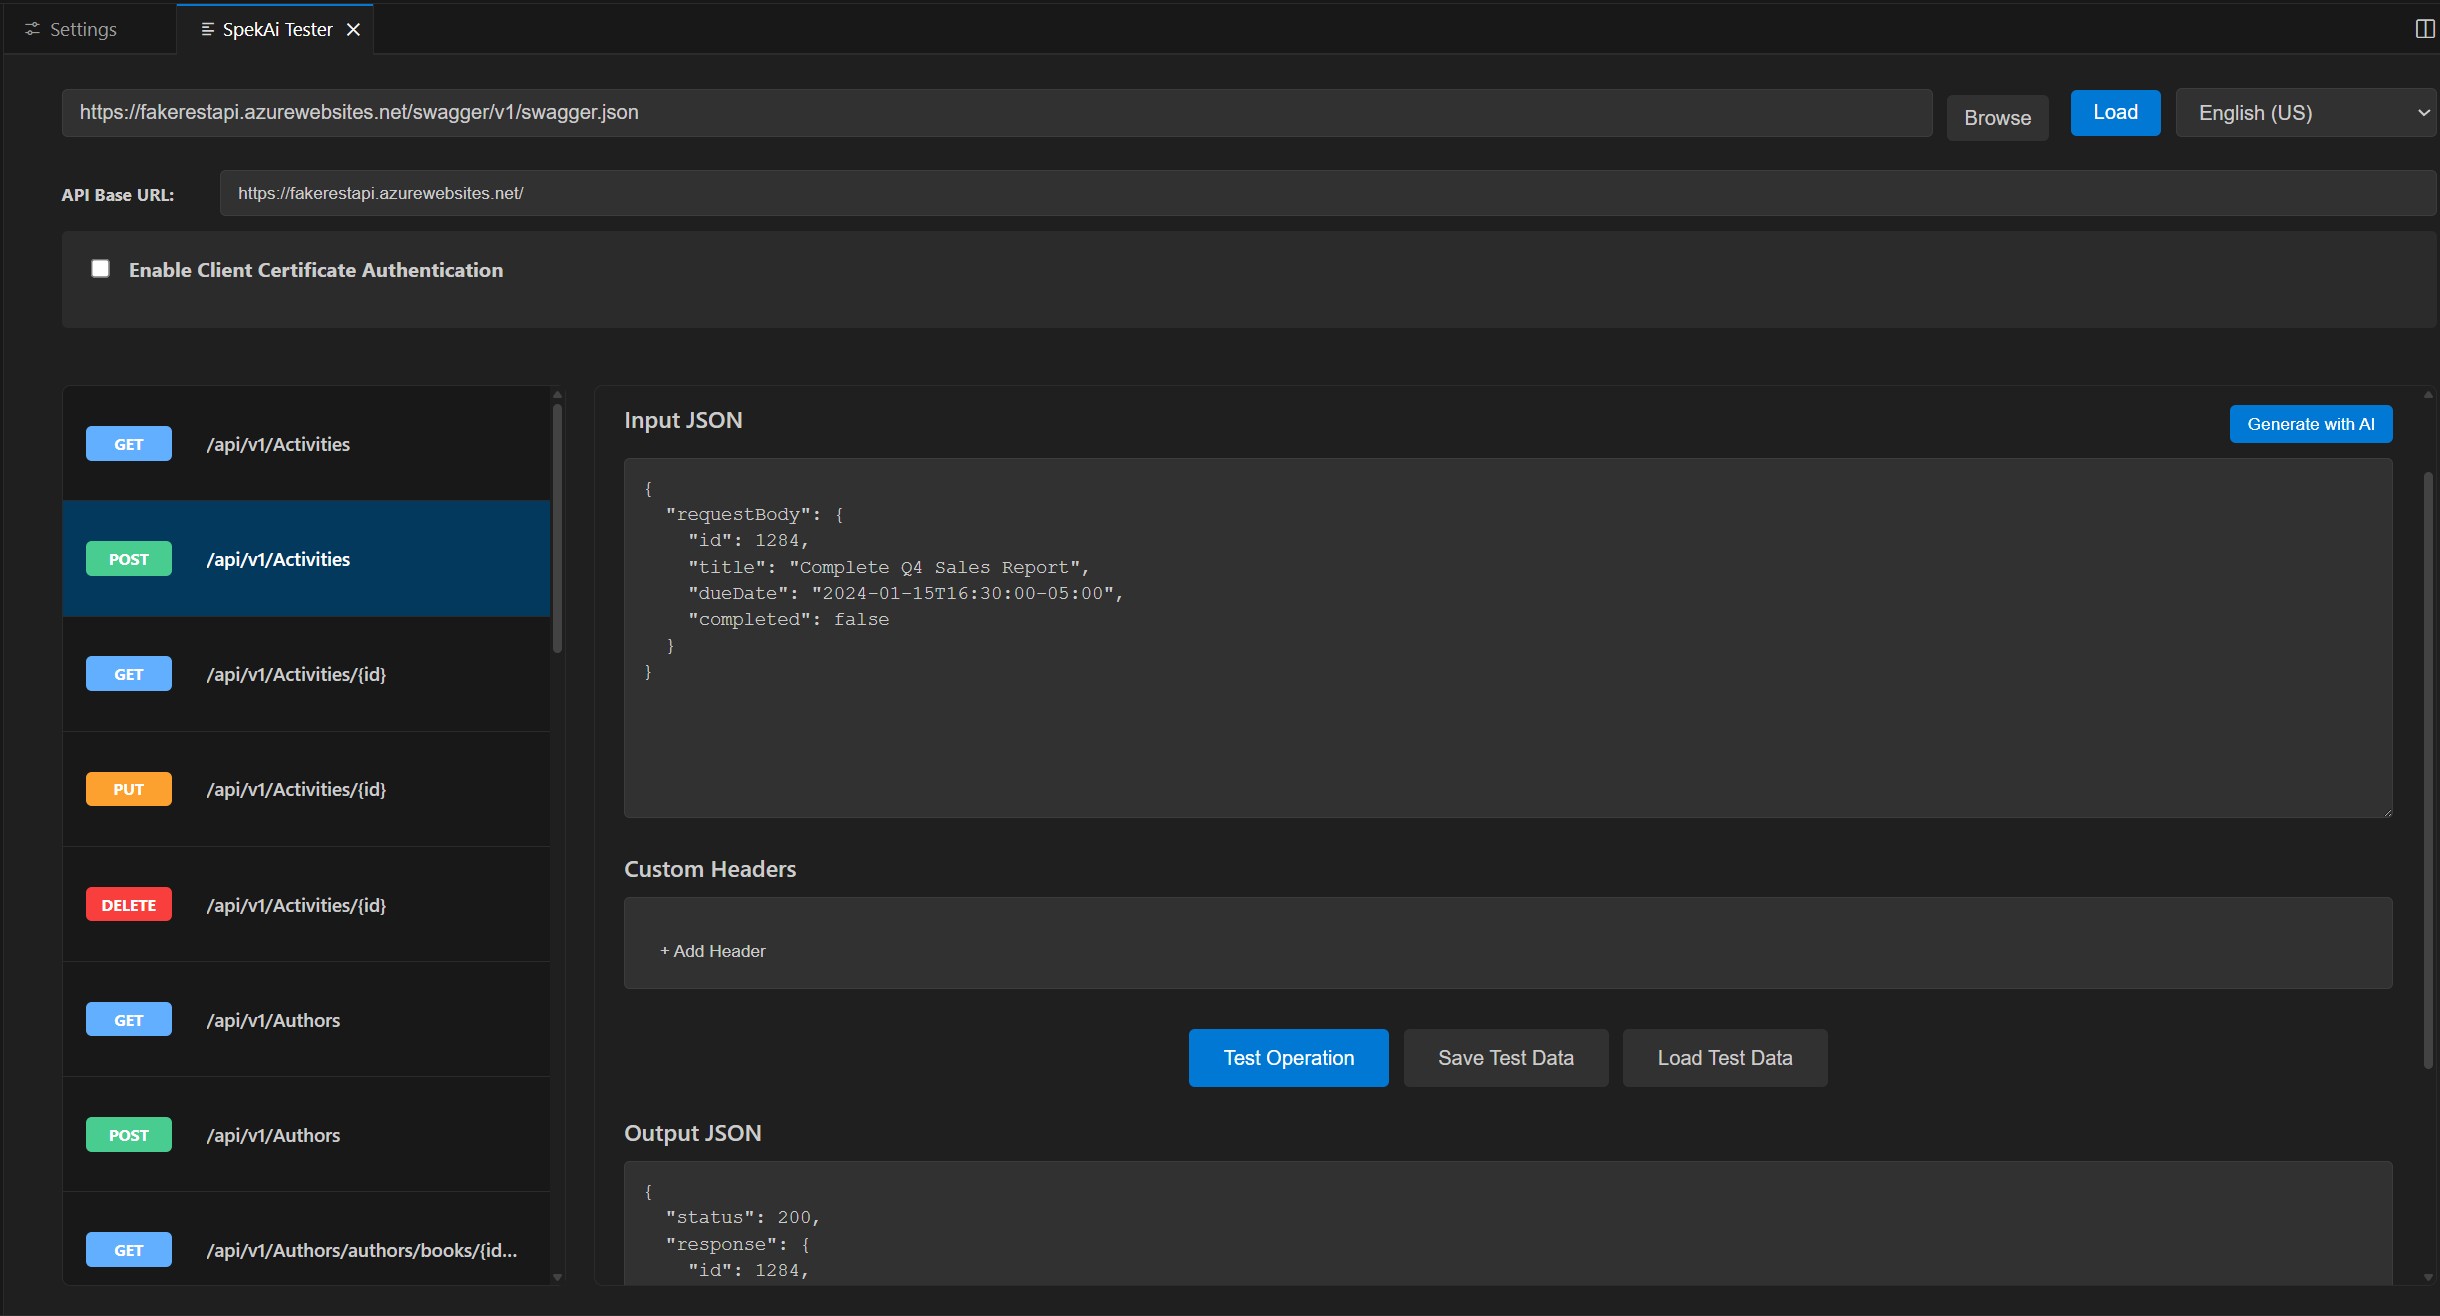 Settings
SpekAi Tester
https://fakerestapi.azurewebsites.net/swagger/v1/swagger.json
Browse
Load
English (US)
API Base URL:
https://fakerestapi.azurewebsites.net/
Enable Client Certificate Authentication
GET /api/v1/Activities
POST /api/v1/Activities
GET /api/v1/Activities/{id}
PUT /api/v1/Activities/{id}
DELETE /api/v1/Activities/{id}
GET /api/v1/Authors
POST /api/v1/Authors
GET /api/v1/Authors/authors/books/{id...
Input JSON
Generate with AI
{
"requestBody": {
"id": 1284,
"title": "Complete Q4 Sales Report",
"dueDate": "2024-01-15T16:30:00-05:00",
"completed": false
}
}
Custom Headers
+ Add Header
Test Operation
Save Test Data
Load Test Data
Output JSON
{
"status": 200,
"response": {
"id": 1284,